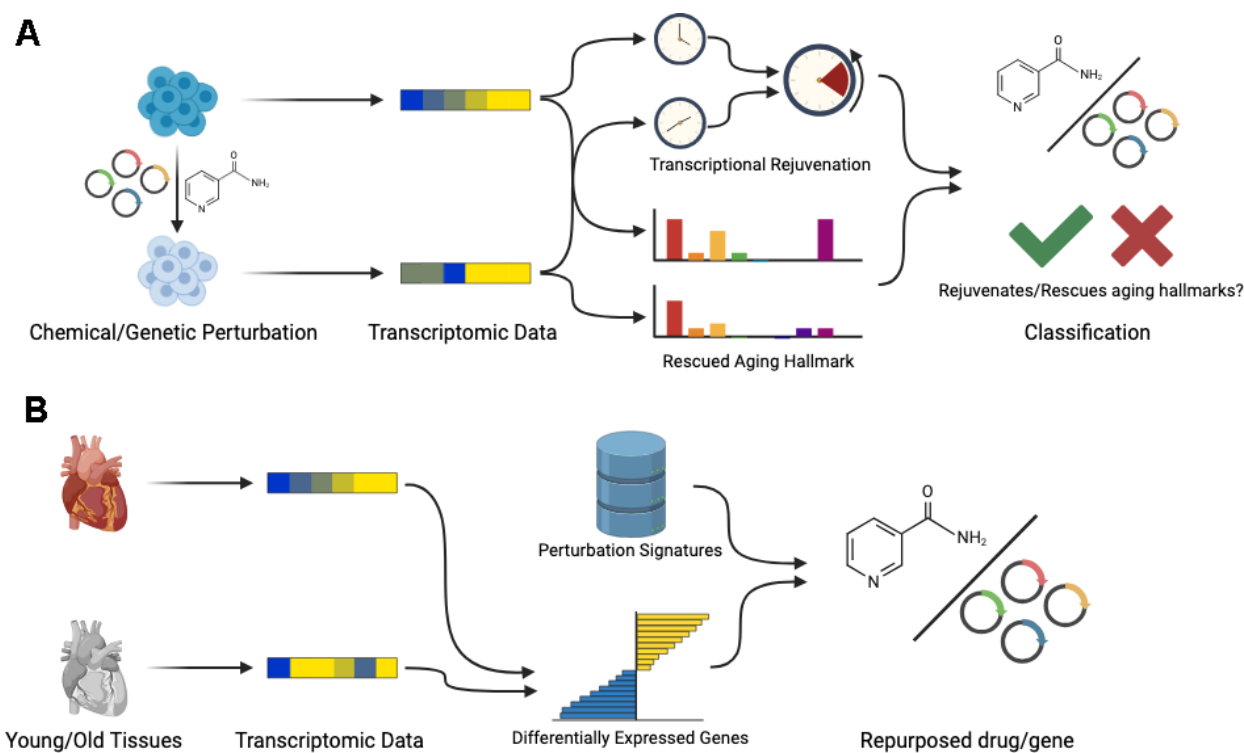 A
O
NH₂
N
Transcriptional Rejuvenation
O
NH₂
N
Rejuvenates/Rescues aging hallmarks?
Chemical/Genetic Perturbation
Transcriptomic Data
Rescued Aging Hallmark
Classification
B
Perturbation Signatures
O
NH₂
N
Young/Old Tissues
Transcriptomic Data
Differentially Expressed Genes
Repurposed drug/gene